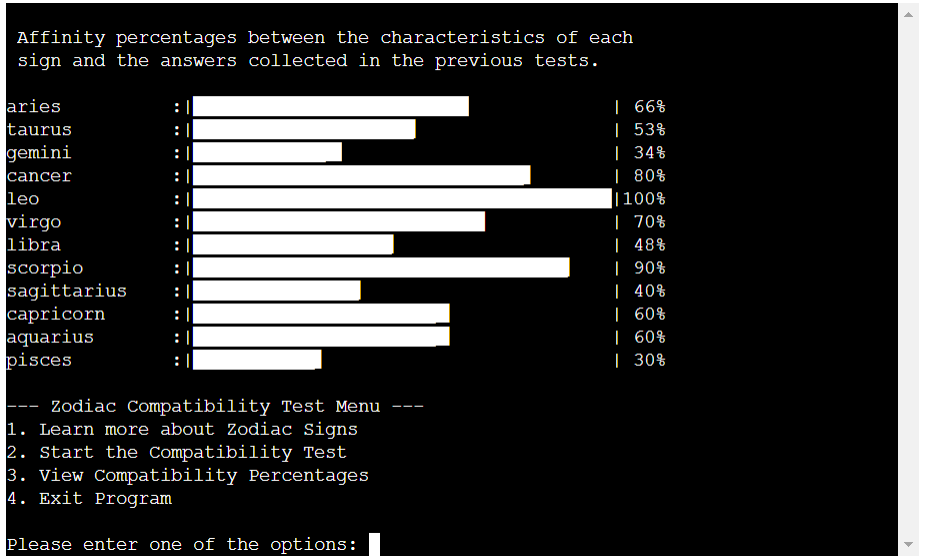 Affinity percentages between the characteristics of each
sign and the answers collected in the previous tests.
aries :| | 66%
taurus :| | 53%
gemini :| | 34%
cancer :| | 80%
leo :| |100%
virgo :| | 70%
libra :| | 48%
scorpio :| | 90%
sagittarius :| | 40%
capricorn :| | 60%
aquarius :| | 60%
pisces :| | 30%
--- Zodiac Compatibility Test Menu ---
1. Learn more about Zodiac Signs
2. Start the Compatibility Test
3. View Compatibility Percentages
4. Exit Program
Please enter one of the options: